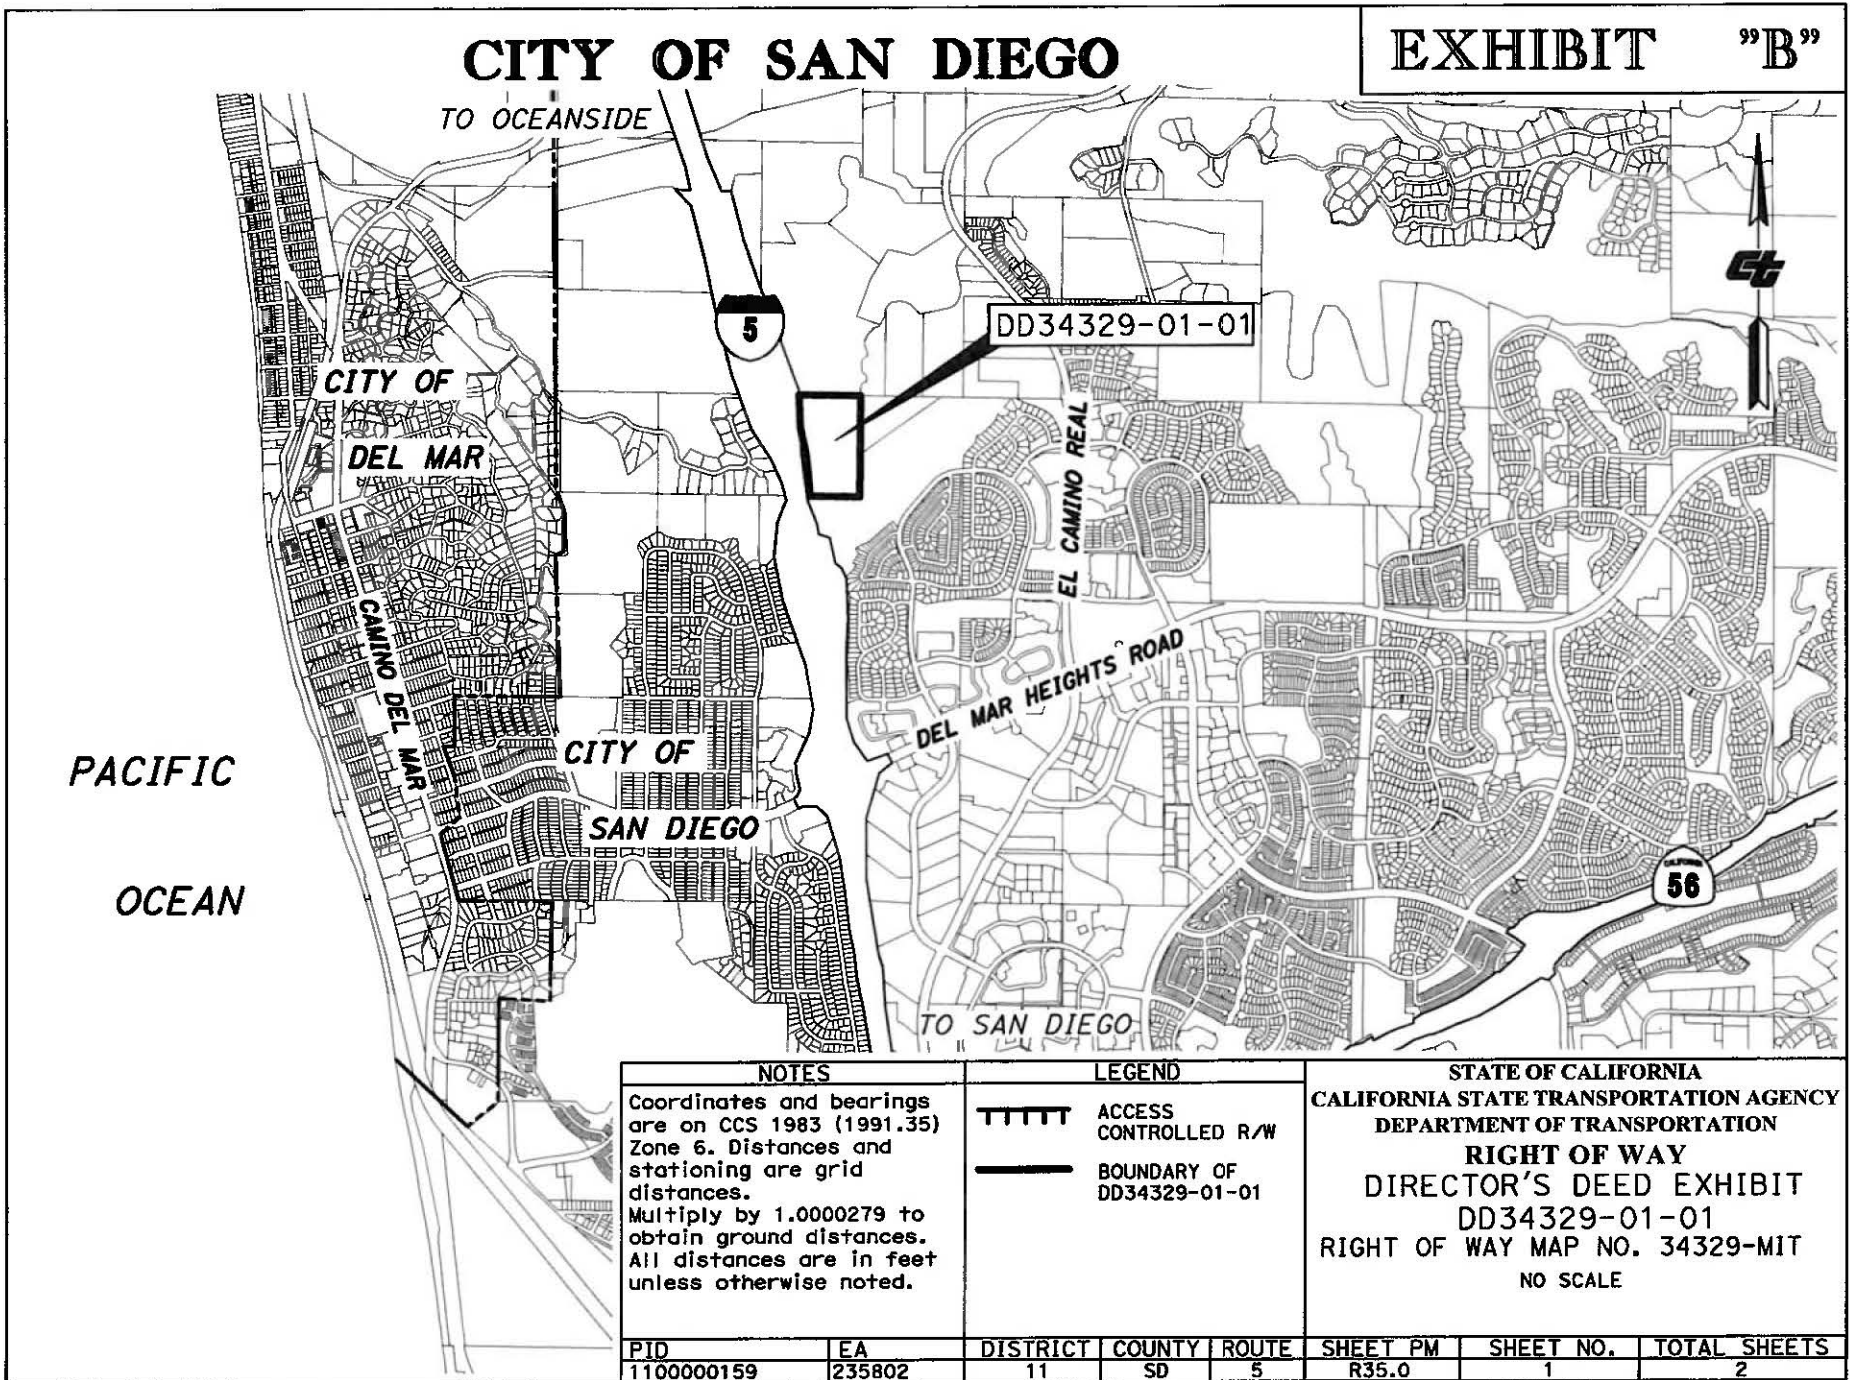 CITY OF SAN DIEGO
EXHIBIT "B"
TO OCEANSIDE
5
DD34329-01-01
Ct
CITY OF
DEL MAR
EL CAMINO REAL
CAMINO DEL MAR
DEL MAR HEIGHTS ROAD
CITY OF
SAN DIEGO
PACIFIC
OCEAN
CALIFORNIA
56
TO SAN DIEGO
NOTES
Coordinates and bearings
are on CCS 1983 (1991.35)
Zone 6. Distances and
stationing are grid
distances.
Multiply by 1.0000279 to
obtain ground distances.
All distances are in feet
unless otherwise noted.
LEGEND
ACCESS
CONTROLLED R/W
BOUNDARY OF
DD34329-01-01
STATE OF CALIFORNIA
CALIFORNIA STATE TRANSPORTATION AGENCY
DEPARTMENT OF TRANSPORTATION
RIGHT OF WAY
DIRECTOR'S DEED EXHIBIT
DD34329-01-01
RIGHT OF WAY MAP NO. 34329-MIT
NO SCALE
PID EA DISTRICT COUNTY ROUTE SHEET PM SHEET NO. TOTAL SHEETS
1100000159 235802 11 SD 5 R35.0 1 2